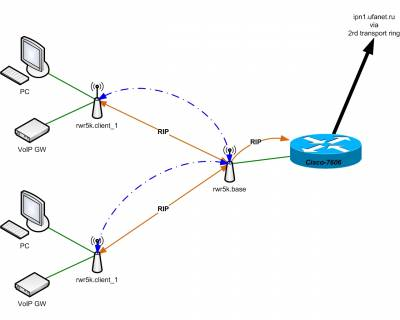 ipn1.ufanet.ru
via
2rd transport ring
PC
rwr5k.client_1
VoIP GW
RIP
RIP
Cisco-7606
rwr5k.base
RIP
PC
rwr5k.client_1
VoIP GW